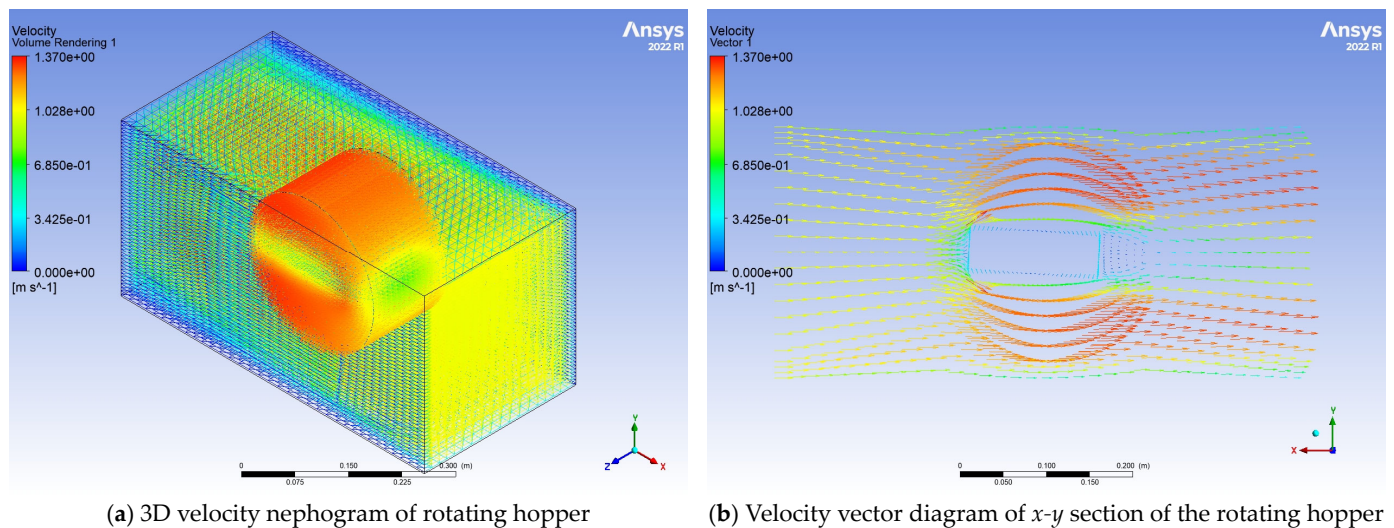 Velocity
Volume Rendering 1
1.370e+00
1.028e+00
6.850e-01
3.425e-01
0.000e+00
[m s^-1]
Ansys
2022 R1
Y
Z
X
0
0.150
0.300 (m)
0.075
0.225
Velocity
Vector 1
1.370e+00
1.028e+00
6.850e-01
3.425e-01
0.000e+00
[m s^-1]
Ansys
2022 R1
Y
X
0
0.100
0.200 (m)
0.050
0.150
(a) 3D velocity nephogram of rotating hopper
(b) Velocity vector diagram of x-y section of the rotating hopper